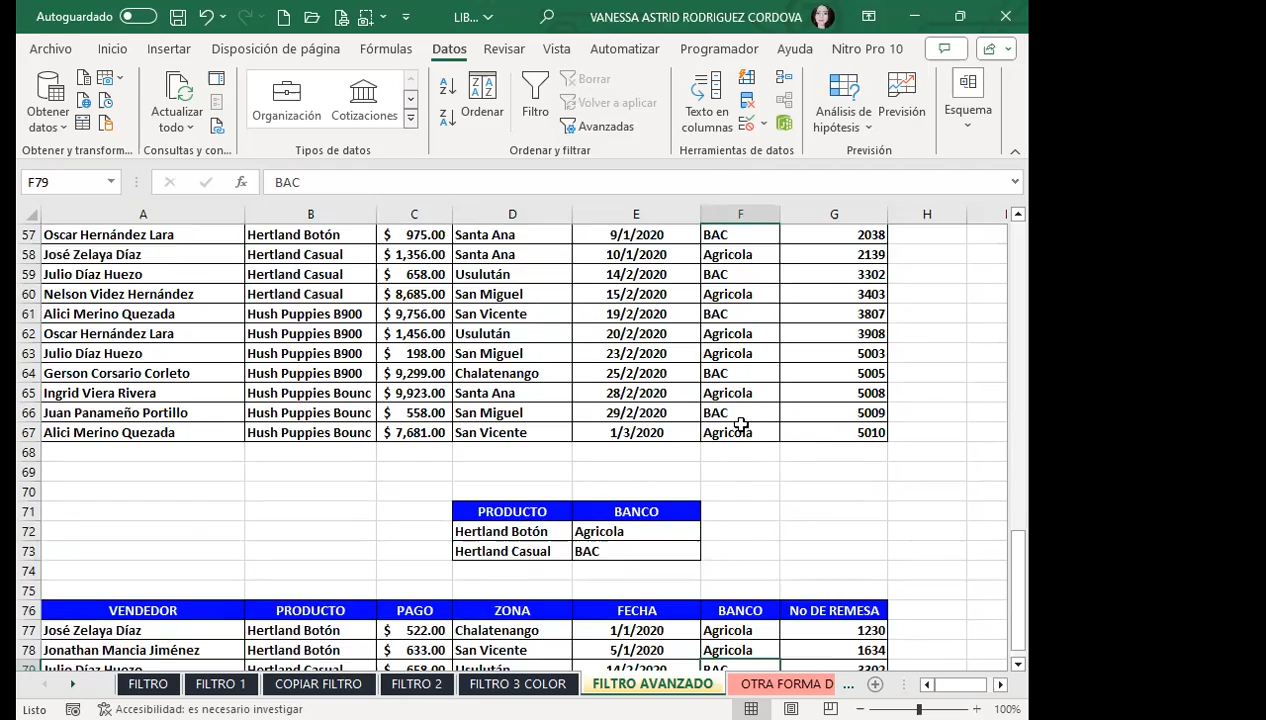 Autoguardado LIB... VANESSA ASTRID RODRIGUEZ CORDOVA
Archivo Inicio Insertar Disposición de página Fórmulas Datos Revisar Vista Automatizar Programador Ayuda Nitro Pro 10
Obtener datos
Actualizar todo
Organización Cotizaciones
Ordenar
Filtro
Borrar
Volver a aplicar
Avanzadas
Texto en columnas
Análisis de hipótesis
Previsión
Esquema
Obtener y transform... Consultas y con... Tipos de datos Ordenar y filtrar Herramientas de datos Previsión
F79 fx BAC
A B C D E F G H I
57 Oscar Hernández Lara Hertland Botón $ 975.00 Santa Ana 9/1/2020 BAC 2038
58 José Zelaya Díaz Hertland Casual $ 1,356.00 Santa Ana 10/1/2020 Agricola 2139
59 Julio Díaz Huezo Hertland Casual $ 658.00 Usulután 14/2/2020 BAC 3302
60 Nelson Videz Hernández Hertland Casual $ 8,685.00 San Miguel 15/2/2020 Agricola 3403
61 Alici Merino Quezada Hush Puppies B900 $ 9,756.00 San Vicente 19/2/2020 BAC 3807
62 Oscar Hernández Lara Hush Puppies B900 $ 1,456.00 Usulután 20/2/2020 Agricola 3908
63 Julio Díaz Huezo Hush Puppies B900 $ 198.00 San Miguel 23/2/2020 Agricola 5003
64 Gerson Corsario Corleto Hush Puppies B900 $ 9,299.00 Chalatenango 25/2/2020 BAC 5005
65 Ingrid Viera Rivera Hush Puppies Bounc $ 9,923.00 Santa Ana 28/2/2020 Agricola 5008
66 Juan Panameño Portillo Hush Puppies Bounc $ 558.00 San Miguel 29/2/2020 BAC 5009
67 Alici Merino Quezada Hush Puppies Bounc $ 7,681.00 San Vicente 1/3/2020 Agricola 5010
68
69
70
71 PRODUCTO BANCO
72 Hertland Botón Agricola
73 Hertland Casual BAC
74
75
76 VENDEDOR PRODUCTO PAGO ZONA FECHA BANCO No DE REMESA
77 José Zelaya Díaz Hertland Botón $ 522.00 Chalatenango 1/1/2020 Agricola 1230
78 Jonathan Mancia Jiménez Hertland Botón $ 633.00 San Vicente 5/1/2020 Agricola 1634
79 Julio Díaz Huezo Hertland Casual $ 658.00 Usulután 14/2/2020 BAC 3302
FILTRO FILTRO 1 COPIAR FILTRO FILTRO 2 FILTRO 3 COLOR FILTRO AVANZADO OTRA FORMA D ...
Listo Accesibilidad: es necesario investigar 100%